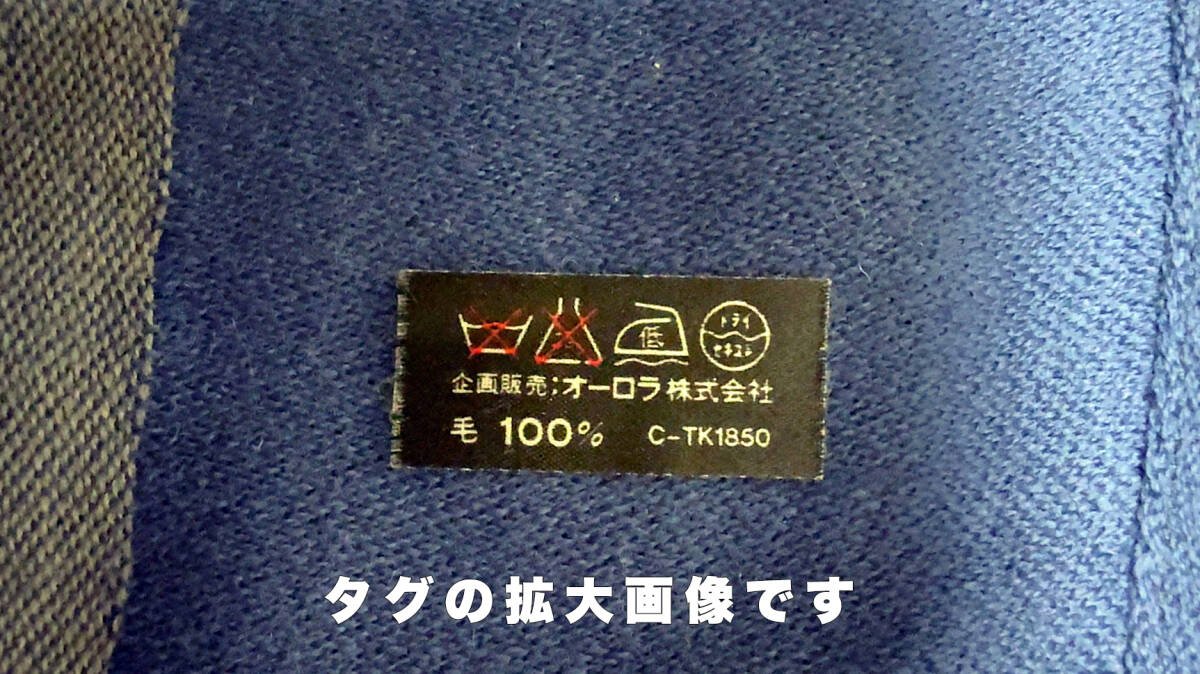 低
ドライ
セキユ系
企画販売;オーロラ株式会社
毛 100% C-TK1850
タグの拡大画像です